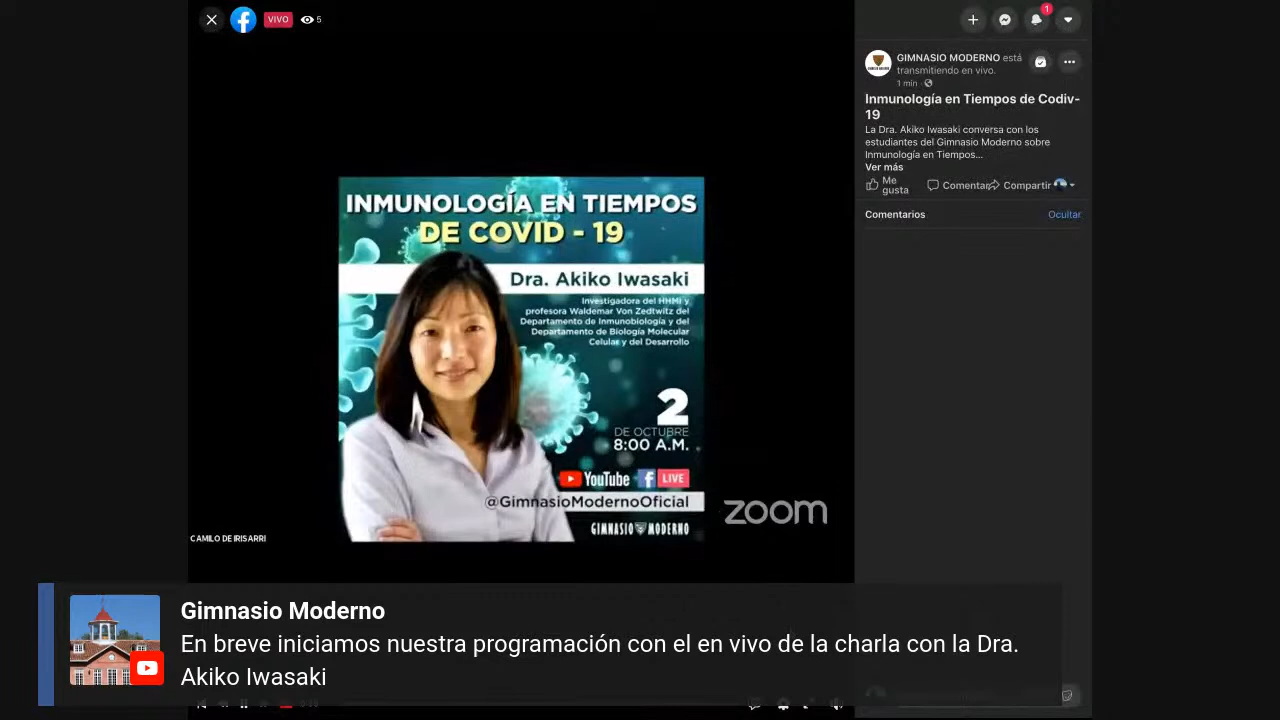 VIVO
5
1
GIMNASIO MODERNO está
transmitiendo en vivo.
1 min ·
Inmunología en Tiempos de Codiv-
19
La Dra. Akiko Iwasaki conversa con los
estudiantes del Gimnasio Moderno sobre
Inmunología en Tiempos...
Ver más
Me
gusta
Comentar
Compartir
Comentarios
Ocultar
INMUNOLOGÍA EN TIEMPOS
DE COVID - 19
Dra. Akiko Iwasaki
Investigadora del HHMI y
profesora Waldemar Von Zedtwitz del
Departamento de Inmunobiología y del
Departamento de Biología Molecular
Celular y del Desarrollo
2
DE OCTUBRE
8:00 A.M.
YouTube
LIVE
@GimnasioModernoOficial
GIMNASIO MODERNO
zoom
CAMILO DE IRISARRI
Gimnasio Moderno
En breve iniciamos nuestra programación con el en vivo de la charla con la Dra.
Akiko Iwasaki